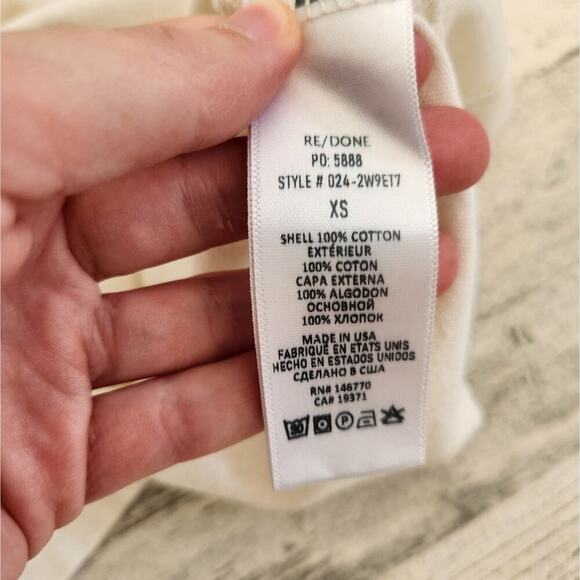 RE/DONE
PO: 5888
STYLE # 024-2W9ET7
XS
SHELL 100% COTTON
EXTÉRIEUR
100% COTON
CAPA EXTERNA
100% ALGODON
ОСНОВНОЙ
100% ХЛОПОК
MADE IN USA
FABRIQUÉ EN ETATS UNIS
HECHO EN ESTADOS UNIDOS
СДЕЛАНО В США
RN# 146770
CA# 19371
30 P